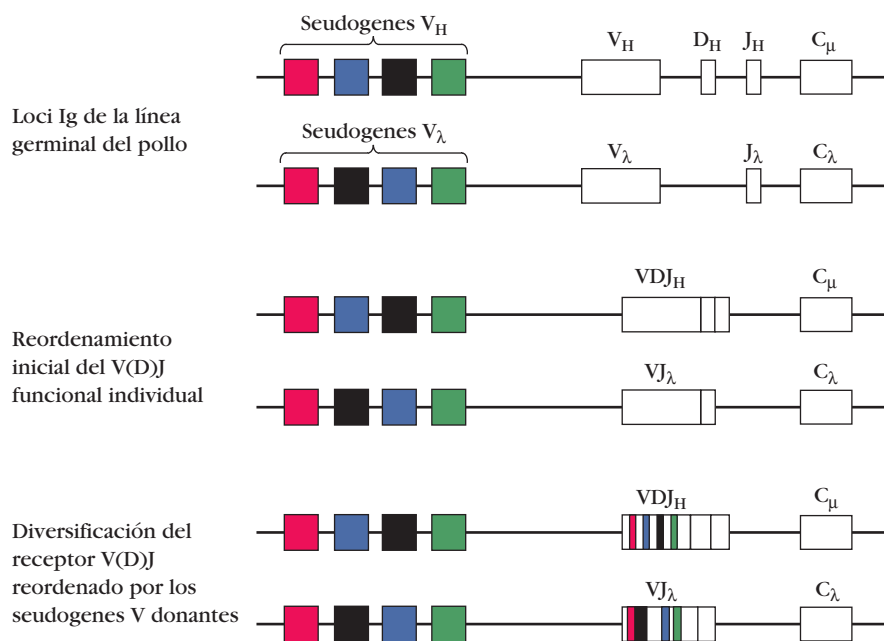 Seudogenes V_H
V_H D_H J_H C_μ
Loci Ig de la línea
germinal del pollo
Seudogenes V_λ
V_λ J_λ C_λ
VDJ_H C_μ
Reordenamiento
inicial del V(D)J
funcional individual
VJ_λ C_λ
VDJ_H C_μ
Diversificación del
receptor V(D)J
reordenado por los
seudogenes V donantes
VJ_λ C_λ